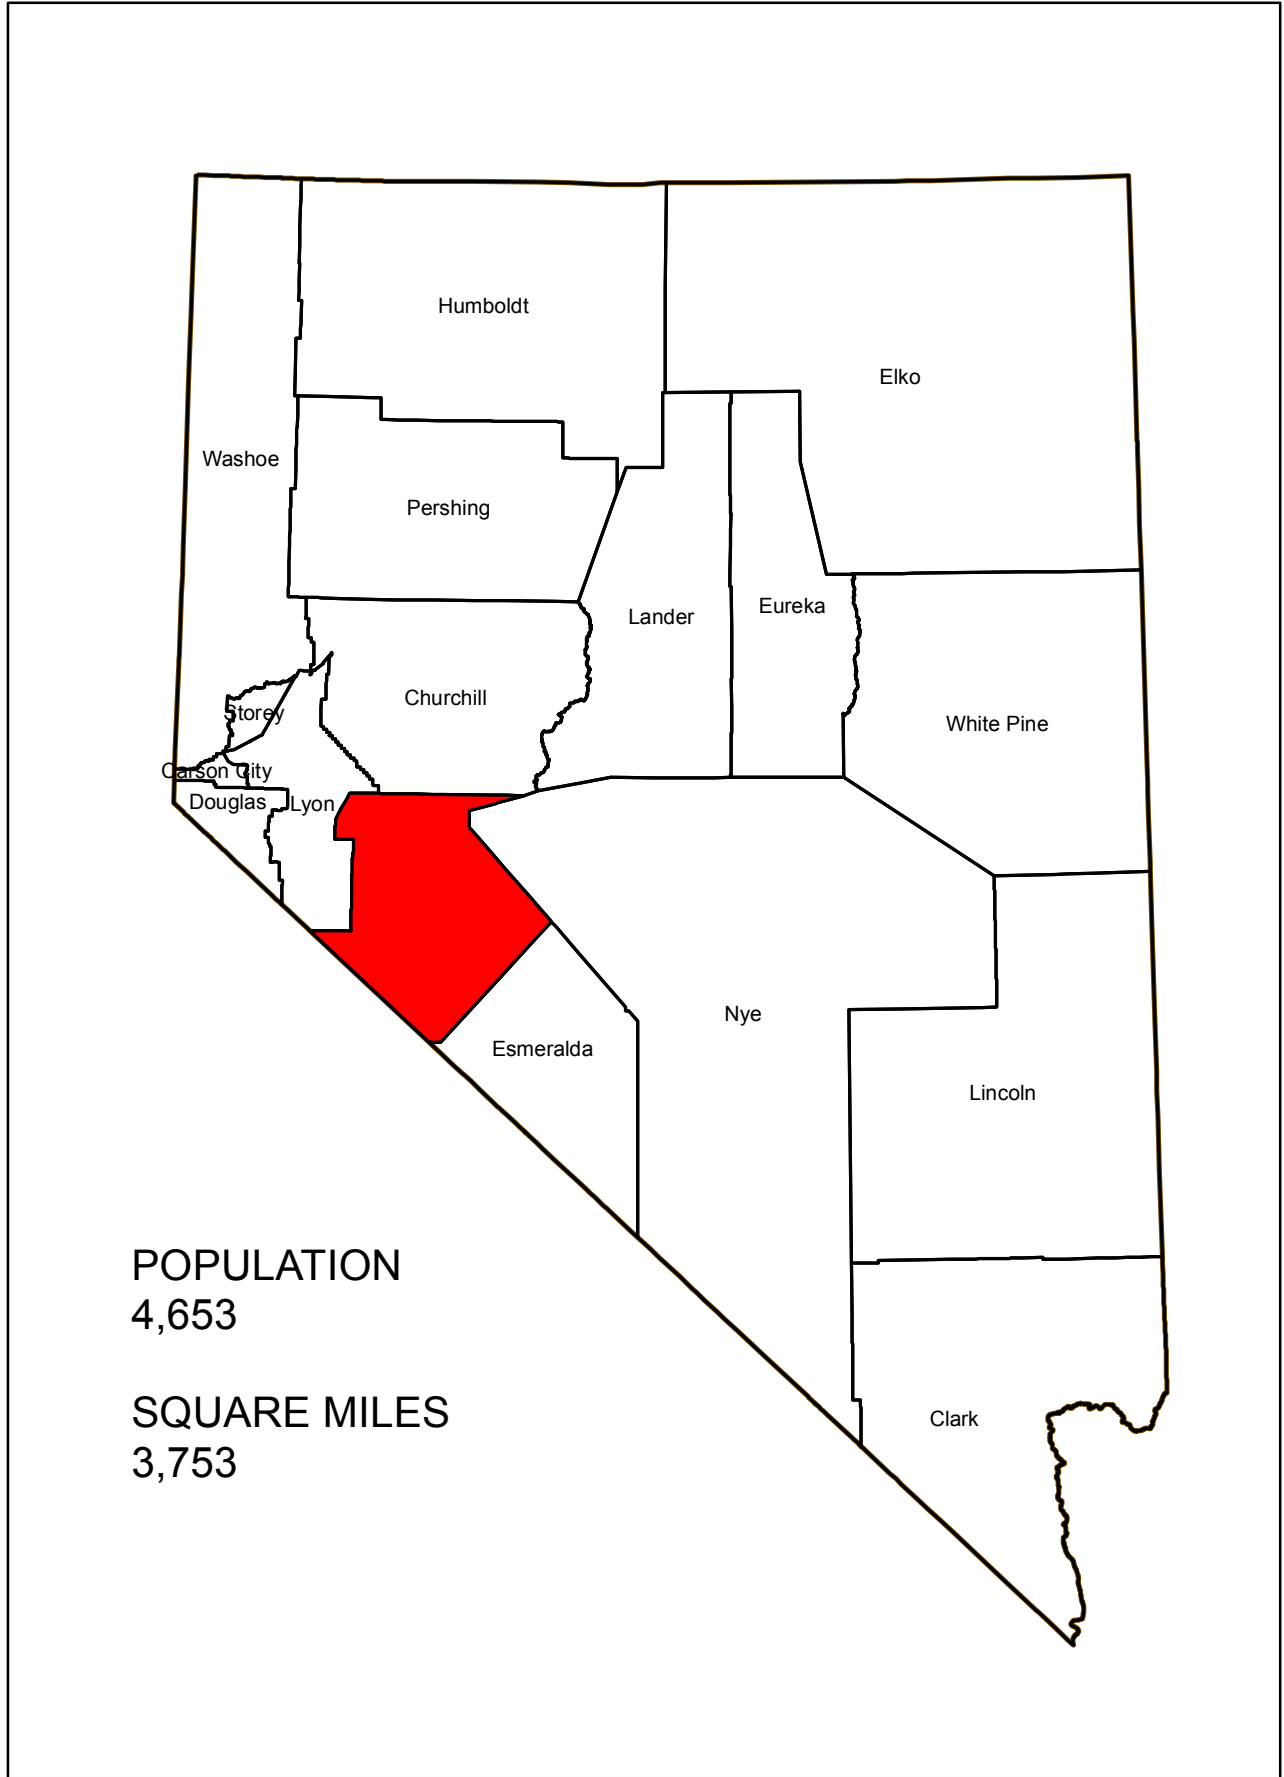 Humboldt
Elko
Washoe
Pershing
Eureka
Lander
Churchill
Storey
White Pine
Carson City
Douglas
Lyon
Nye
Esmeralda
Lincoln
POPULATION
4,653
SQUARE MILES
3,753
Clark